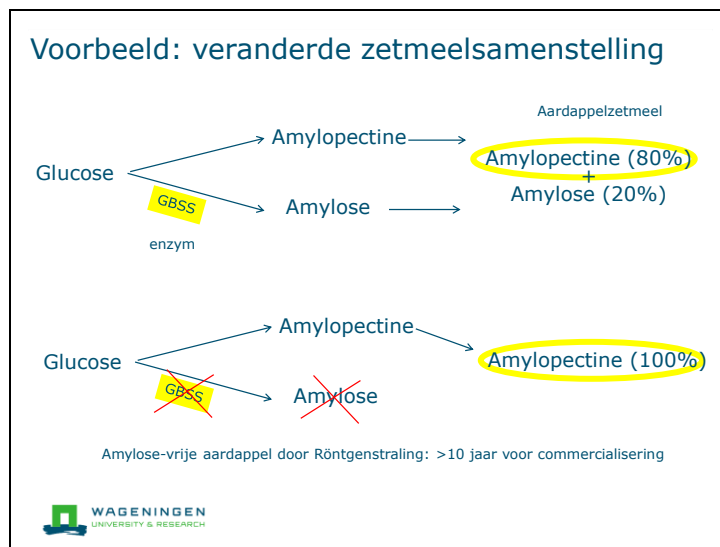 Voorbeeld: veranderde zetmeelsamenstelling
Aardappelzetmeel
Amylopectine
Amylopectine (80%)
Glucose
+
GBSS
Amylose
Amylose (20%)
enzym
Amylopectine
Glucose
Amylopectine (100%)
GBSS
Amylose
Amylose-vrije aardappel door Röntgenstraling: >10 jaar voor commercialisering
WAGENINGEN
UNIVERSITY & RESEARCH